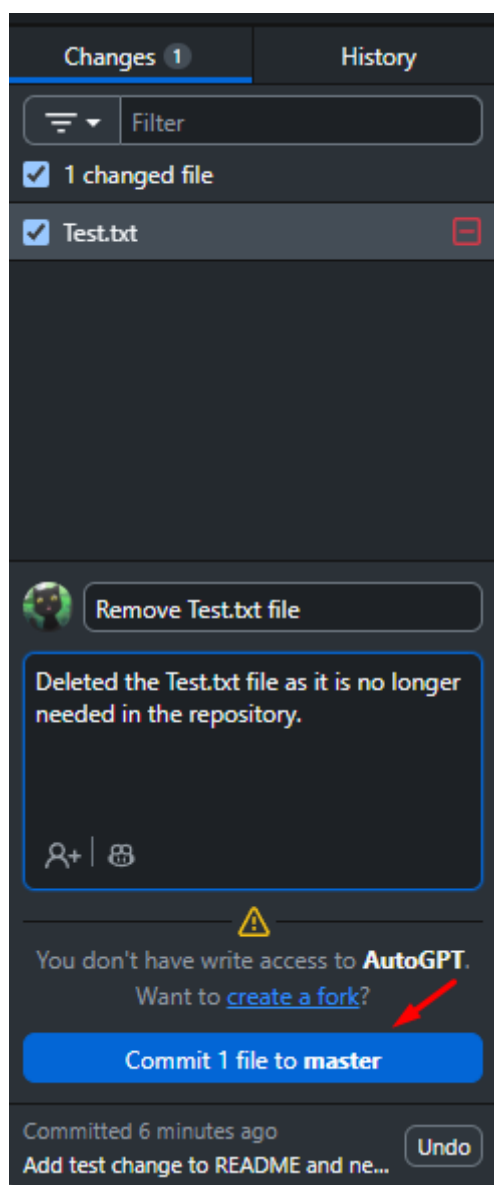 Changes 1 History
Filter
1 changed file
Test.txt
Remove Test.txt file
Deleted the Test.txt file as it is no longer
needed in the repository.
You don't have write access to AutoGPT.
Want to create a fork?
Commit 1 file to master
Committed 6 minutes ago
Undo
Add test change to README and ne...